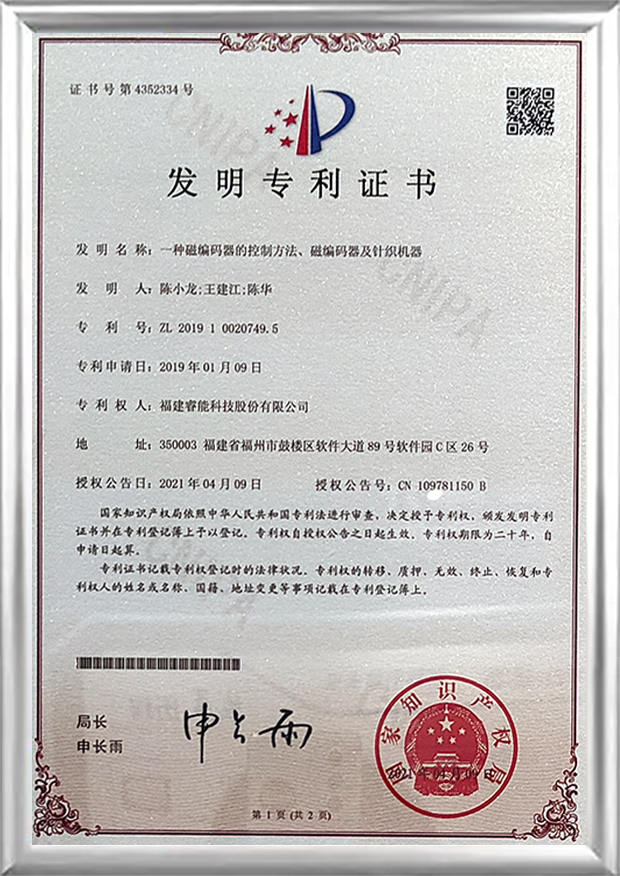 证书号第4352334号
发明专利证书
发明名称：一种磁编码器的控制方法、磁编码器及针织机器
发明人：陈小龙;王建江;陈华
专利号：ZL 2019 1 0020749.5
专利申请日：2019年01月09日
专利权人：福建睿能科技股份有限公司
地址：350003 福建省福州市鼓楼区软件大道89号软件园C区26号
授权公告日：2021年04月09日 授权公告号：CN 109781150 B
国家知识产权局依照中华人民共和国专利法进行审查，决定授予专利权，颁发发明专利
证书并在专利登记簿上予以登记。专利权自授权公告之日起生效。专利权期限为二十年，自
申请日起算。
专利证书记载专利权登记时的法律状况。专利权的转移、质押、无效、终止、恢复和专
利权人的姓名或名称、国籍、地址变更等事项记载在专利登记簿上。
局长
申长雨
申长雨
国家知识产权局
2021年04月09日
第1页(共2页)
CNIPA
CNIPA
CNIPA